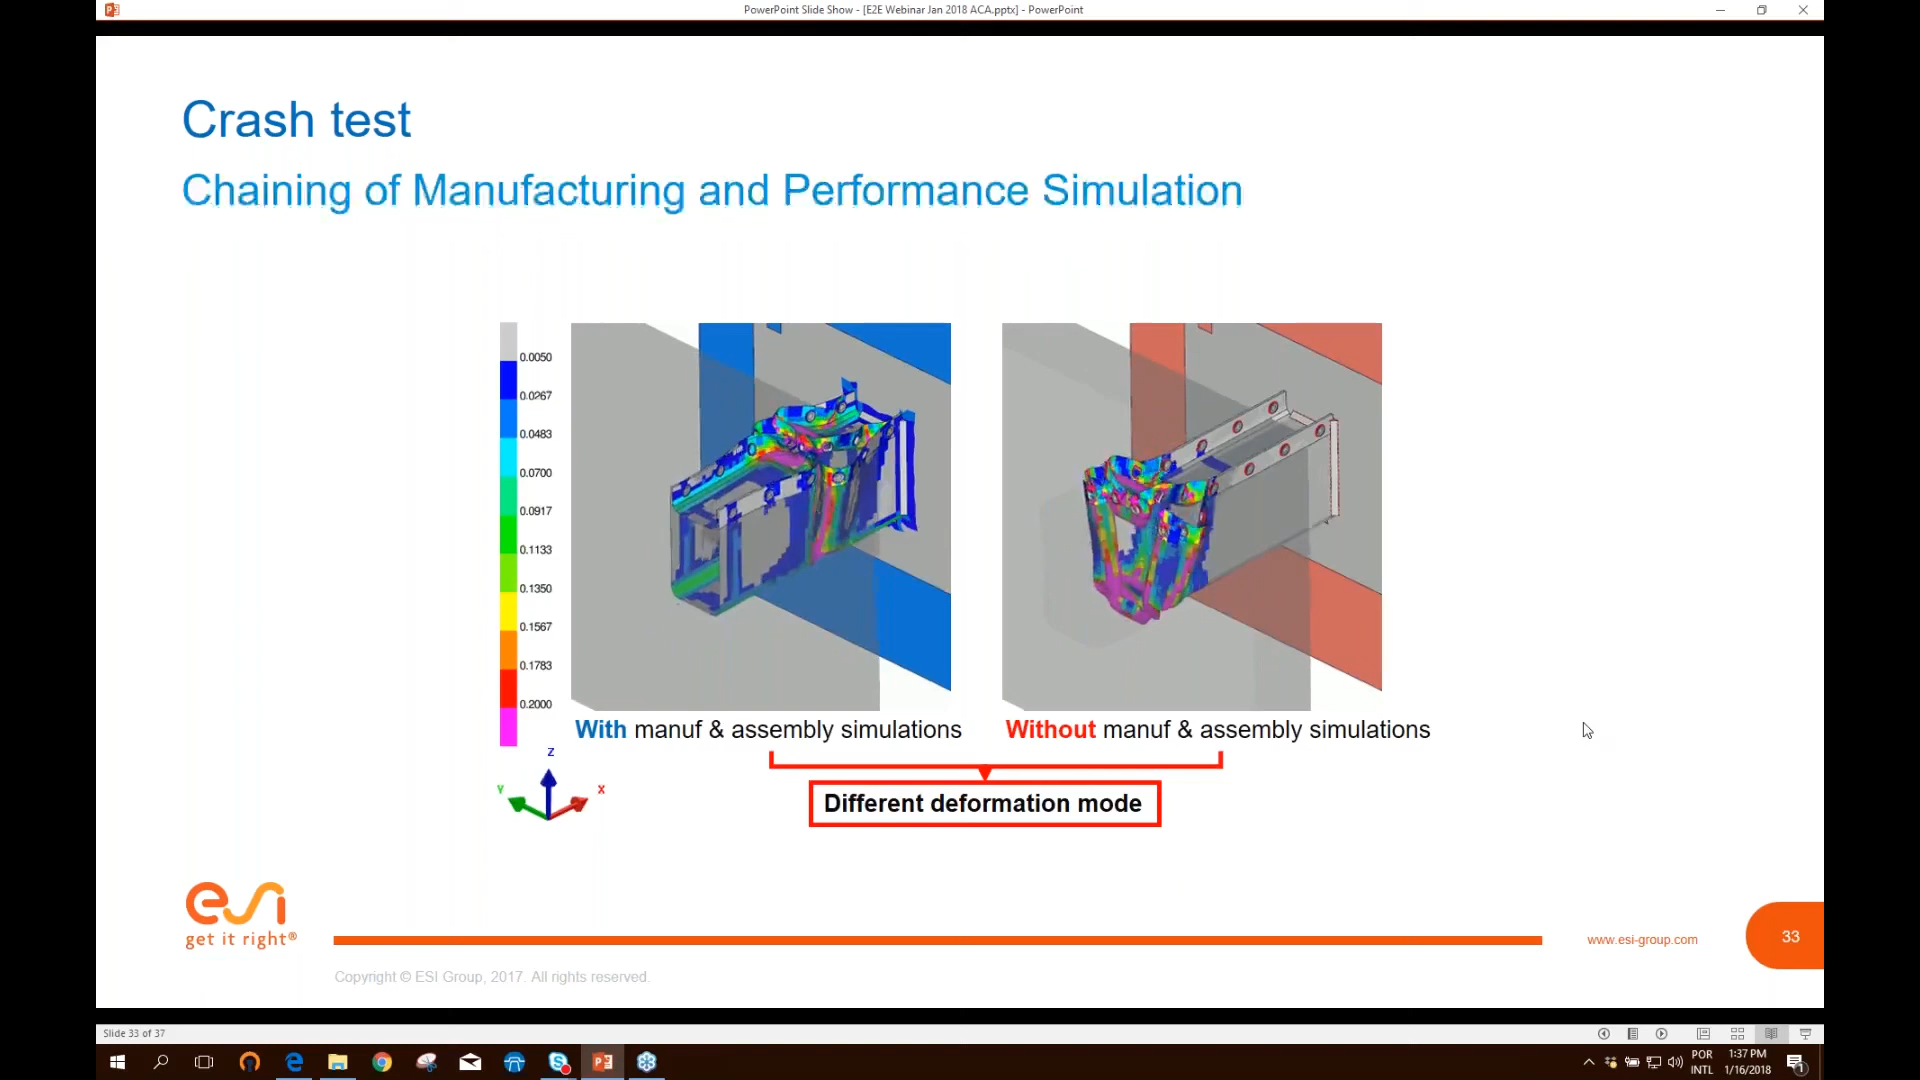 PowerPoint Slide Show - [E2E Webinar Jan 2018 ACA.pptx] - PowerPoint
Crash test
Chaining of Manufacturing and Performance Simulation
0.0050
0.0267
0.0483
0.0700
0.0917
0.1133
0.1350
0.1567
0.1783
0.2000
With manuf & assembly simulations
Without manuf & assembly simulations
Z
Y
X
Different deformation mode
esi
get it right®
www.esi-group.com
33
Copyright © ESI Group, 2017. All rights reserved.
Slide 33 of 37
POR
INTL
1:37 PM
1/16/2018
1